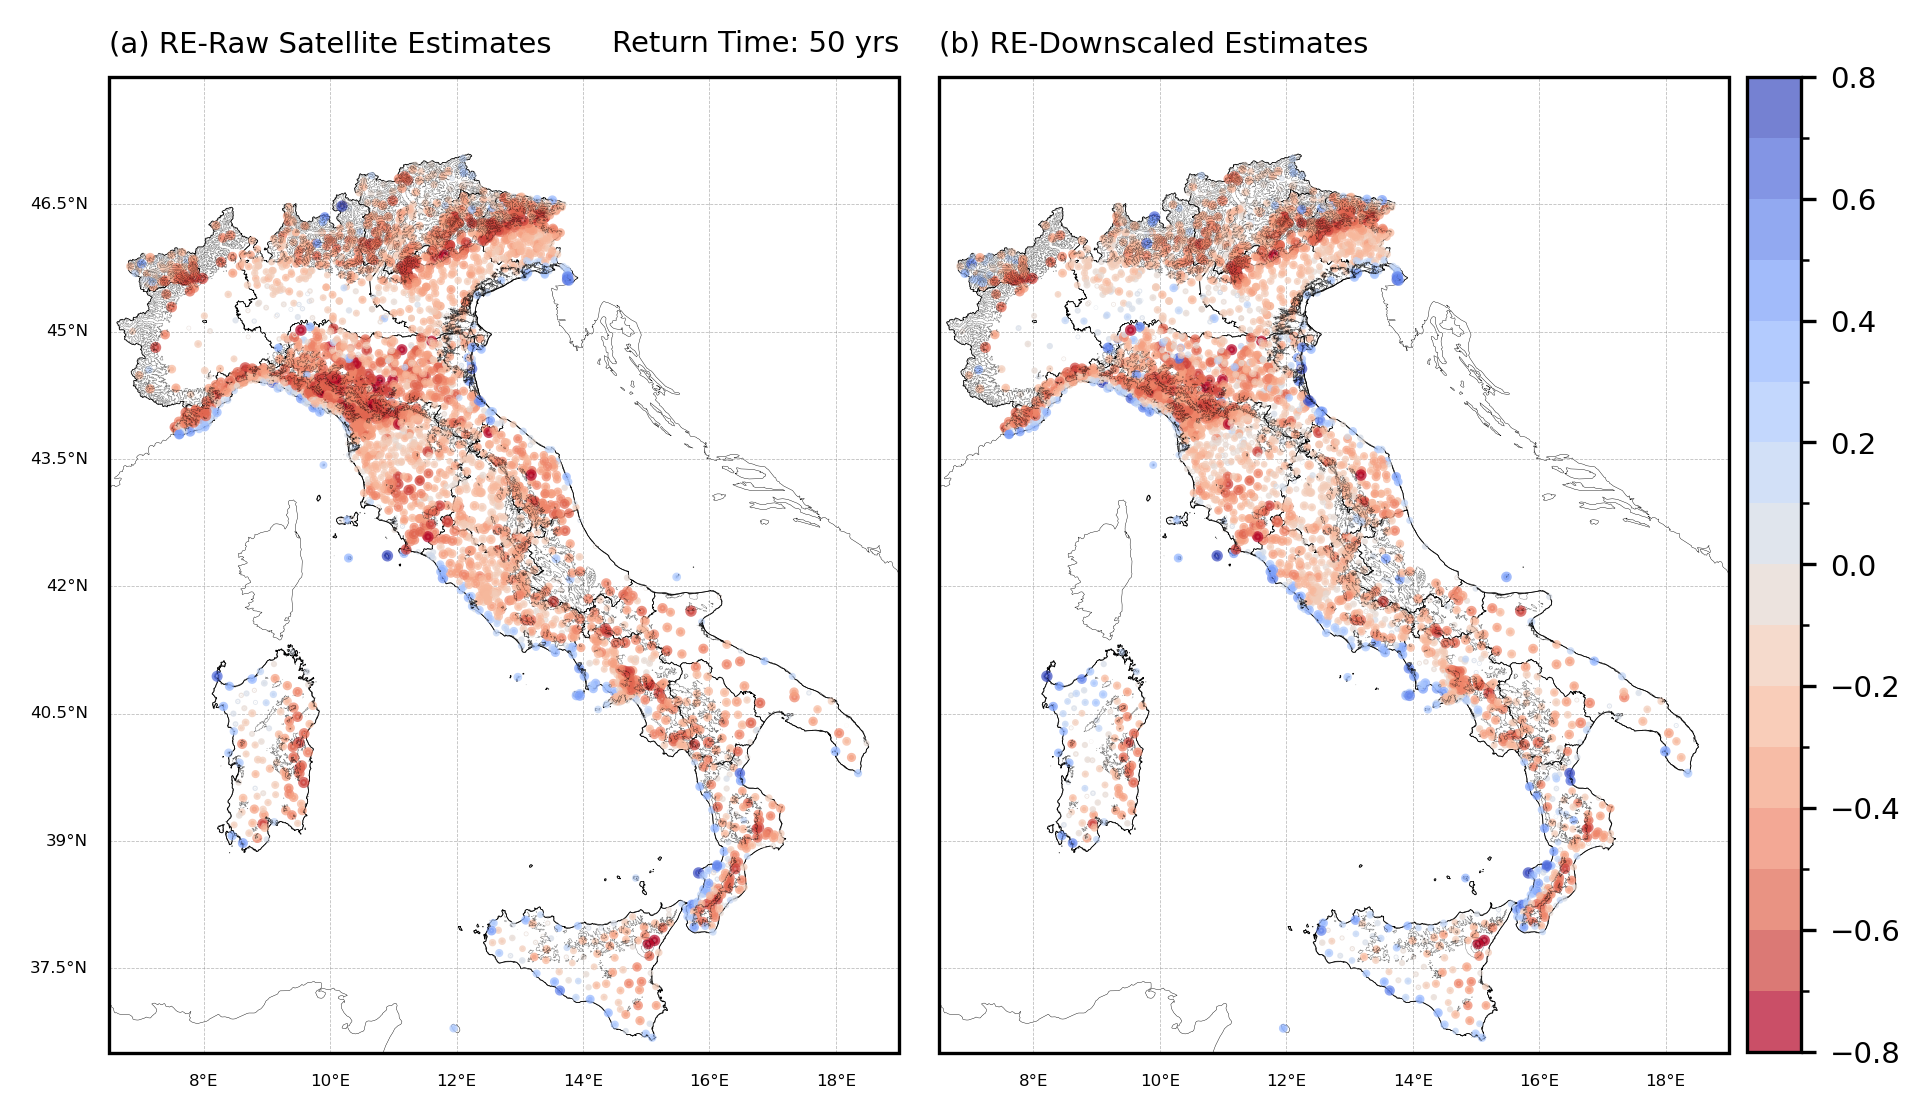 (a) RE-Raw Satellite Estimates Return Time: 50 yrs (b) RE-Downscaled Estimates
46.5°N
45°N
43.5°N
42°N
40.5°N
39°N
37.5°N
8°E 10°E 12°E 14°E 16°E 18°E
8°E 10°E 12°E 14°E 16°E 18°E
0.8
0.6
0.4
0.2
0.0
−0.2
−0.4
−0.6
−0.8